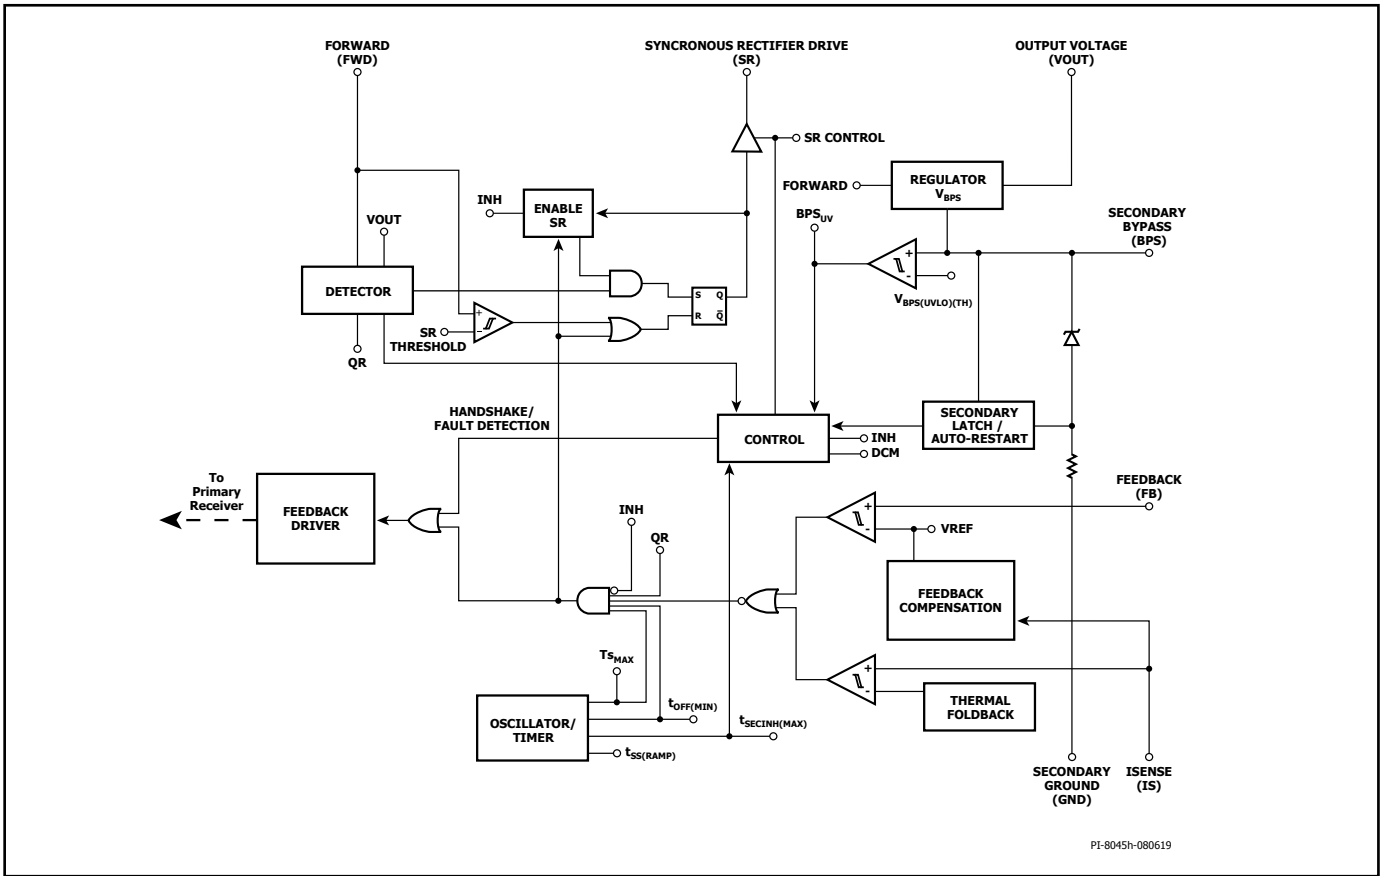 FORWARD
(FWD)
SYNCRONOUS RECTIFIER DRIVE
(SR)
OUTPUT VOLTAGE
(VOUT)
SR CONTROL
FORWARD
REGULATOR
VBPS
INH
ENABLE
SR
VOUT
BPSUV
SECONDARY
BYPASS
(BPS)
+
-
VBPS(UVLO)(TH)
DETECTOR
S Q
R Q̅
+
-
SR
THRESHOLD
QR
HANDSHAKE/
FAULT DETECTION
CONTROL
INH
DCM
SECONDARY
LATCH /
AUTO-RESTART
To
Primary
Receiver
FEEDBACK
DRIVER
INH
QR
+
-
FEEDBACK
(FB)
VREF
FEEDBACK
COMPENSATION
TsMAX
+
-
THERMAL
FOLDBACK
OSCILLATOR/
TIMER
tOFF(MIN)
tSECINH(MAX)
tSS(RAMP)
SECONDARY
GROUND
(GND)
ISENSE
(IS)
PI-8045h-080619